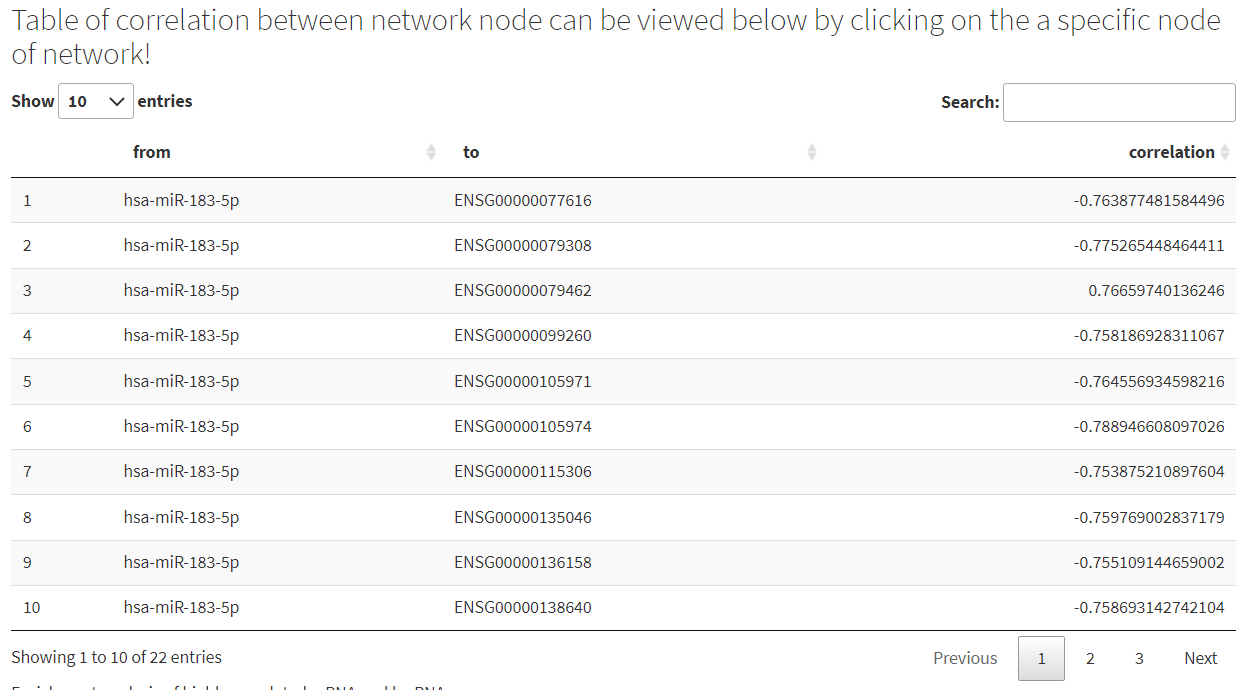 Table of correlation between network node can be viewed below by clicking on the a specific node
of network!
Show 10 entries Search:
from to correlation
1 hsa-miR-183-5p ENSG00000077616 -0.763877481584496
2 hsa-miR-183-5p ENSG00000079308 -0.775265448464411
3 hsa-miR-183-5p ENSG00000079462 0.76659740136246
4 hsa-miR-183-5p ENSG00000099260 -0.758186928311067
5 hsa-miR-183-5p ENSG00000105971 -0.764556934598216
6 hsa-miR-183-5p ENSG00000105974 -0.788946608097026
7 hsa-miR-183-5p ENSG00000115306 -0.753875210897604
8 hsa-miR-183-5p ENSG00000135046 -0.759769002837179
9 hsa-miR-183-5p ENSG00000136158 -0.755109144659002
10 hsa-miR-183-5p ENSG00000138640 -0.758693142742104
Showing 1 to 10 of 22 entries Previous 1 2 3 Next